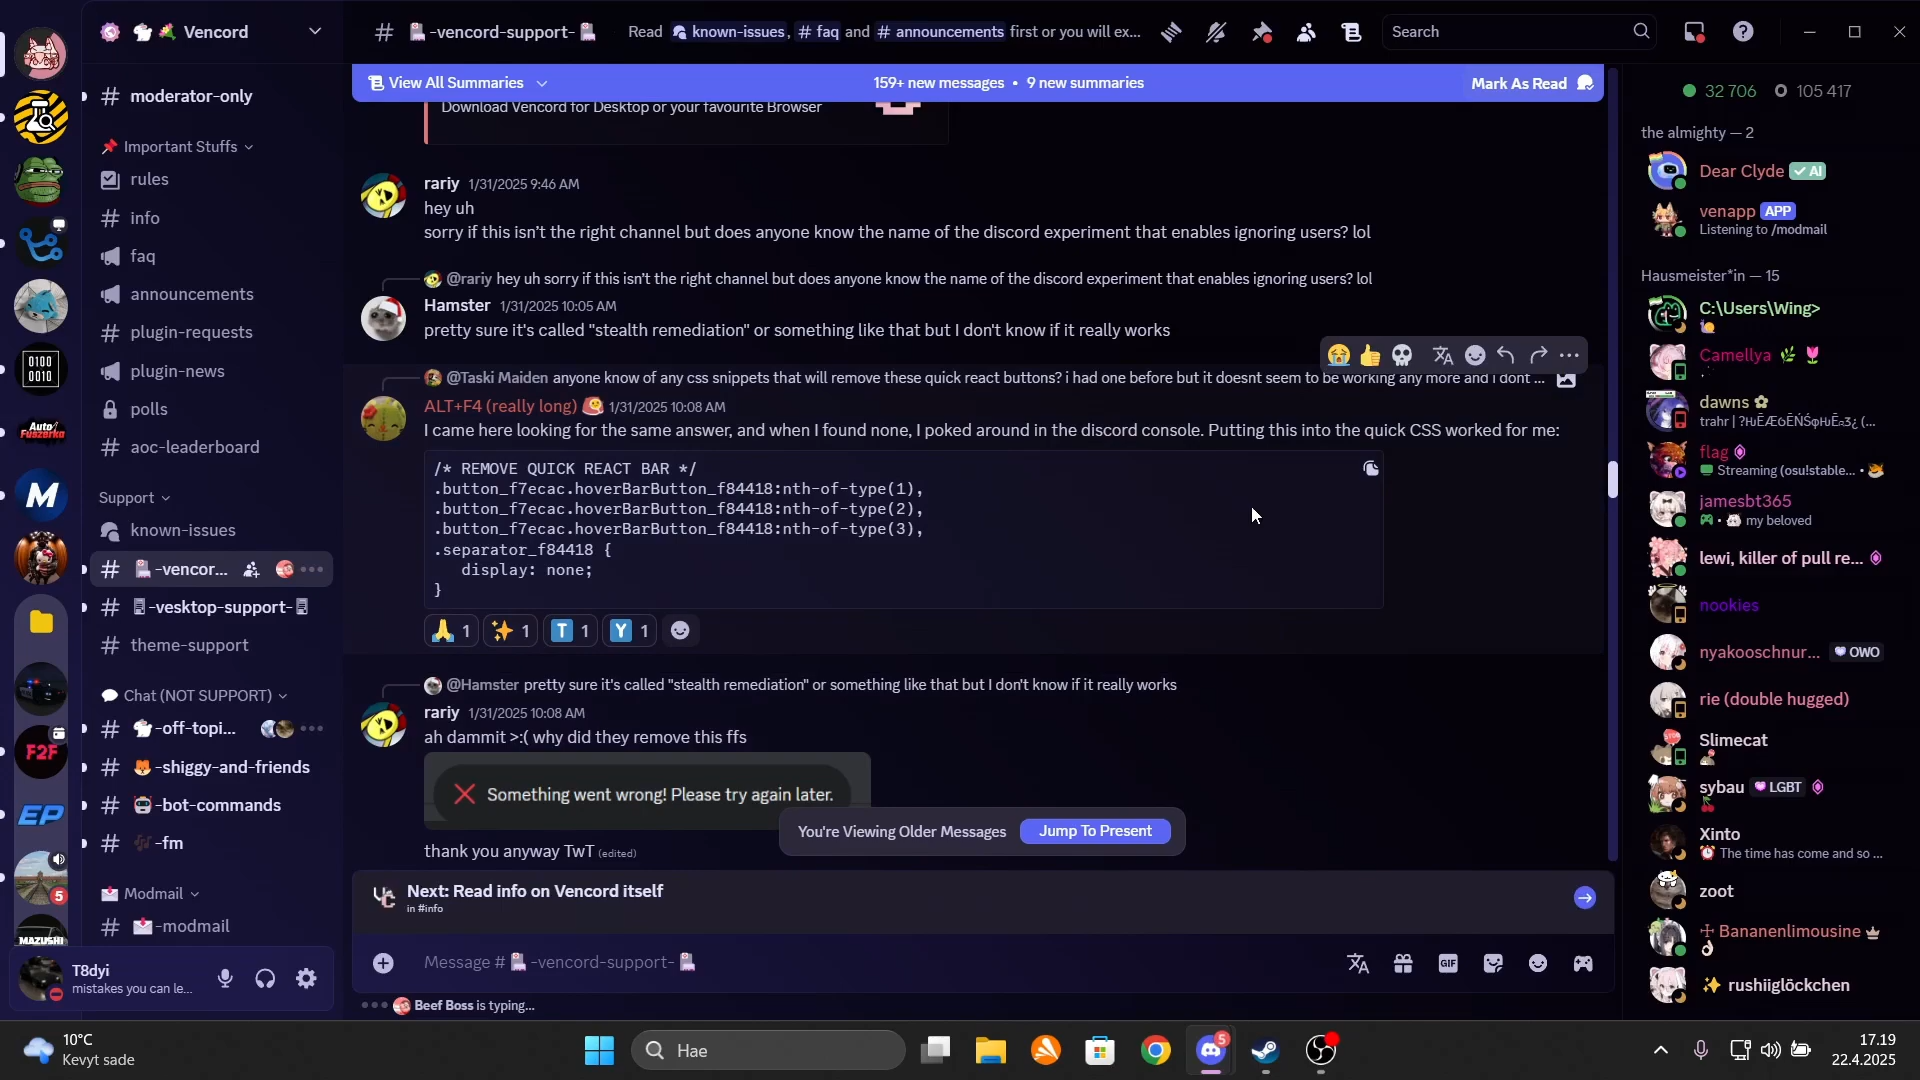 Vencord
moderator-only
Important Stuffs
rules
info
faq
announcements
plugin-requests
plugin-news
polls
aoc-leaderboard
Support
known-issues
-vencor...
-vesktop-support-
theme-support
Chat (NOT SUPPORT)
-off-topi...
-shiggy-and-friends
-bot-commands
-fm
Modmail
-modmail
T8dyi
mistakes you can le...
0100
0010
Auto
Fuszerka
M
F2F
EP
5
MAZUSHI
# -vencord-support-
Read known-issues, # faq and # announcements first or you will ex...
Search
View All Summaries
159+ new messages • 9 new summaries
Mark As Read
Download Vencord for Desktop or your favourite Browser
rariy 1/31/2025 9:46 AM
hey uh
sorry if this isn't the right channel but does anyone know the name of the discord experiment that enables ignoring users? lol
@rariy hey uh sorry if this isn't the right channel but does anyone know the name of the discord experiment that enables ignoring users? lol
Hamster 1/31/2025 10:05 AM
pretty sure it's called "stealth remediation" or something like that but I don't know if it really works
@Taski Maiden anyone know of any css snippets that will remove these quick react buttons? i had one before but it doesnt seem to be working any more and i dont ...
ALT+F4 (really long) 1/31/2025 10:08 AM
I came here looking for the same answer, and when I found none, I poked around in the discord console. Putting this into the quick CSS worked for me:
/* REMOVE QUICK REACT BAR */
.button_f7ecac.hoverBarButton_f84418:nth-of-type(1),
.button_f7ecac.hoverBarButton_f84418:nth-of-type(2),
.button_f7ecac.hoverBarButton_f84418:nth-of-type(3),
.separator_f84418 {
display: none;
}
🙏 1 ✨ 1 T 1 Y 1
@Hamster pretty sure it's called "stealth remediation" or something like that but I don't know if it really works
rariy 1/31/2025 10:08 AM
ah dammit >:( why did they remove this ffs
Something went wrong! Please try again later.
thank you anyway TwT (edited)
You're Viewing Older Messages Jump To Present
Next: Read info on Vencord itself
in #info
Message # -vencord-support-
GIF
Beef Boss is typing...
32 706 105 417
the almighty — 2
Dear Clyde ✓ AI
venapp APP
Listening to /modmail
Hausmeister*in — 15
C:\Users\Wing>
Camellya
dawns
flag
Streaming (osu!stable...
jamesbt365
my beloved
lewi, killer of pull re...
nookies
nyakooschnur... OWO
rie (double hugged)
Slimecat
sybau LGBT
Xinto
The time has come and so ...
zoot
Bananenlimousine
rushiiglöckchen
10°C
Kevyt sade
Hae
5
17.19
22.4.2025